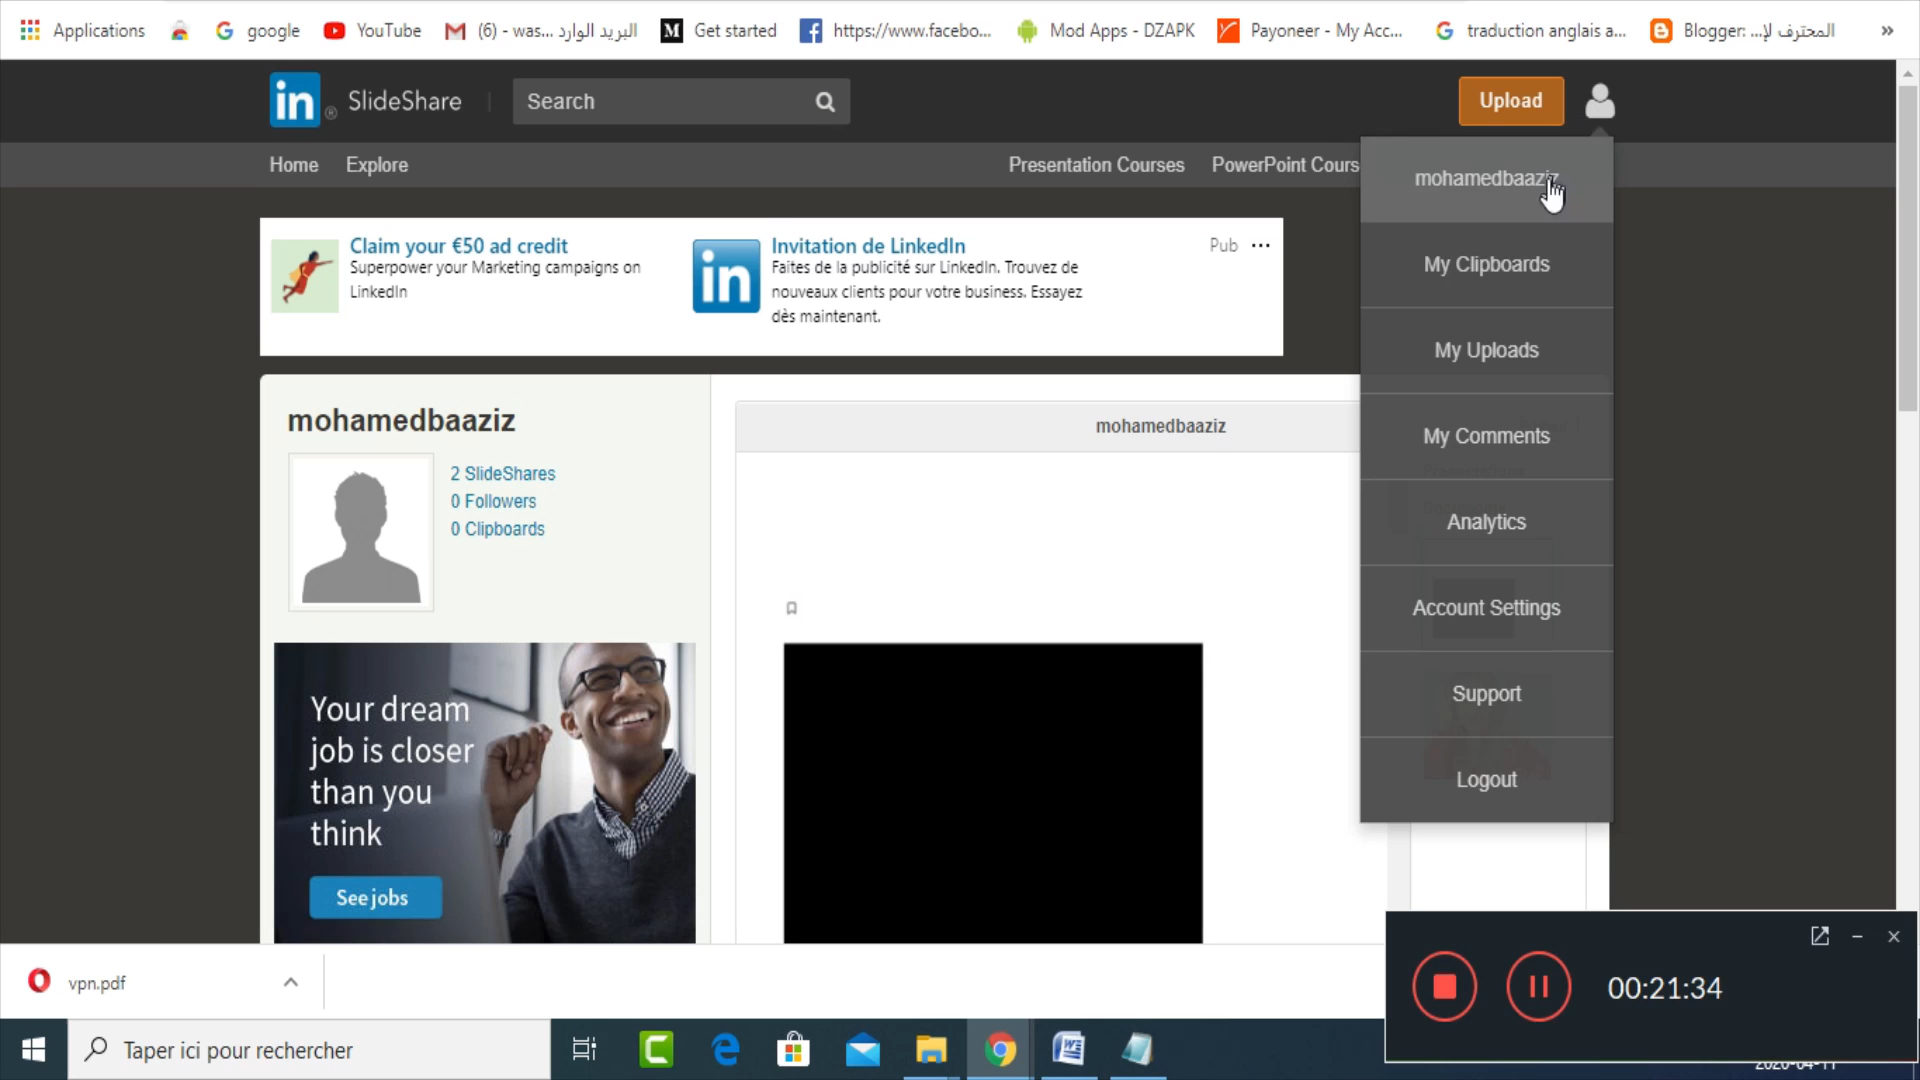 Applications
google
YouTube
(6) - was... البريد الوارد
Get started
https://www.facebo...
Mod Apps - DZAPK
Payoneer - My Acc...
traduction anglais a...
Blogger: ...المحترف لإ
»
in ® SlideShare
Search
Upload
Home
Explore
Presentation Courses
PowerPoint Cours
mohamedbaaziz
My Clipboards
My Uploads
My Comments
Analytics
Account Settings
Support
Logout
Claim your €50 ad credit
Superpower your Marketing campaigns on
LinkedIn
in
Invitation de LinkedIn
Faites de la publicité sur LinkedIn. Trouvez de
nouveaux clients pour votre business. Essayez
dès maintenant.
Pub
mohamedbaaziz
2 SlideShares
0 Followers
0 Clipboards
mohamedbaaziz
Your dream
job is closer
than you
think
See jobs
vpn.pdf
00:21:34
Taper ici pour rechercher